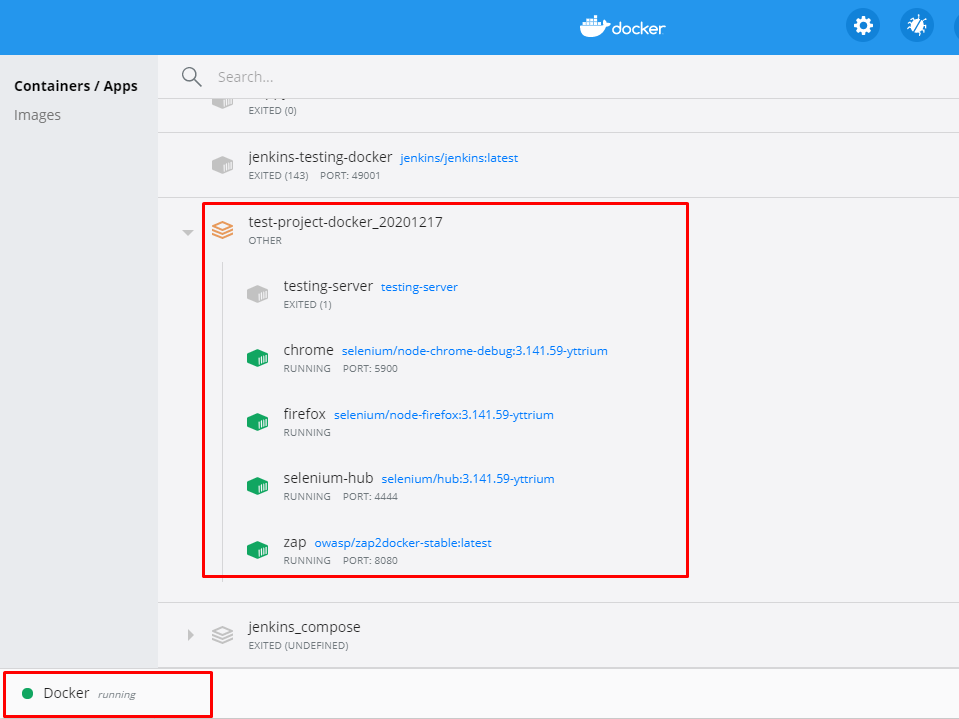 docker
Containers / Apps
Images
Search...
EXITED (0)
jenkins-testing-docker jenkins/jenkins:latest
EXITED (143) PORT: 49001
test-project-docker_20201217
OTHER
testing-server testing-server
EXITED (1)
chrome selenium/node-chrome-debug:3.141.59-yttrium
RUNNING PORT: 5900
firefox selenium/node-firefox:3.141.59-yttrium
RUNNING
selenium-hub selenium/hub:3.141.59-yttrium
RUNNING PORT: 4444
zap owasp/zap2docker-stable:latest
RUNNING PORT: 8080
jenkins_compose
EXITED (UNDEFINED)
Docker running